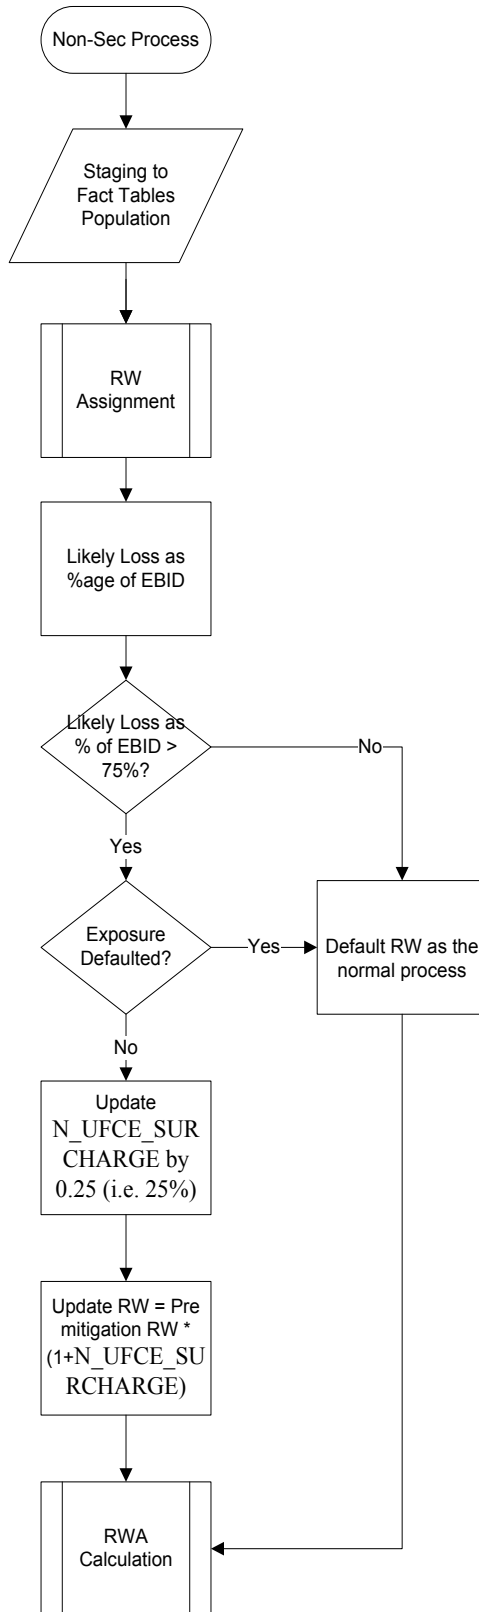 Non-Sec Process
Staging to
Fact Tables
Population
RW
Assignment
Likely Loss as
%age of EBID
Likely Loss as
% of EBID >
75%?
No
Yes
Exposure
Defaulted?
Yes
Default RW as the
normal process
No
Update
N_UFCE_SUR
CHARGE by
0.25 (i.e. 25%)
Update RW = Pre
mitigation RW *
(1+N_UFCE_SU
RCHARGE)
RWA
Calculation